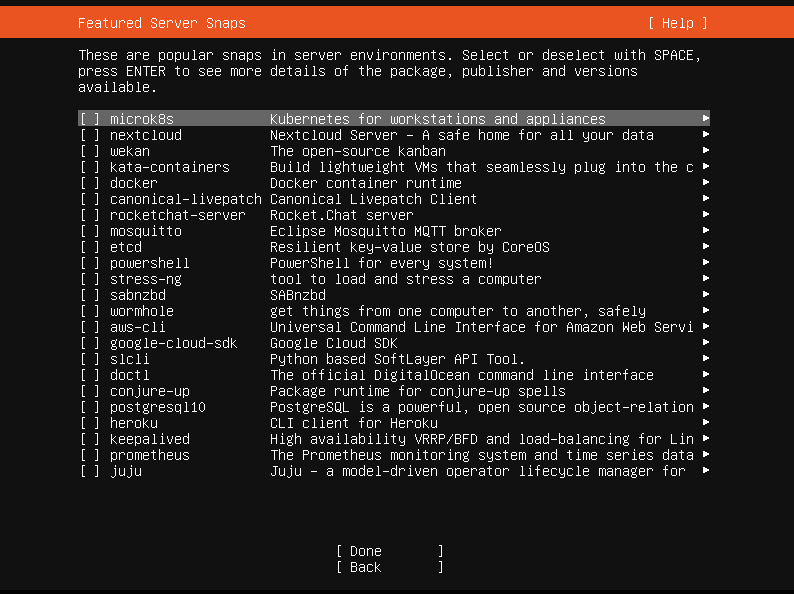 Featured Server Snaps [ Help ]
These are popular snaps in server environments. Select or deselect with SPACE,
press ENTER to see more details of the package, publisher and versions
available.
[ ] microk8s Kubernetes for workstations and appliances ▸
[ ] nextcloud Nextcloud Server - A safe home for all your data ▸
[ ] wekan The open-source kanban ▸
[ ] kata-containers Build lightweight VMs that seamlessly plug into the c ▸
[ ] docker Docker container runtime ▸
[ ] canonical-livepatch Canonical Livepatch Client ▸
[ ] rocketchat-server Rocket.Chat server ▸
[ ] mosquitto Eclipse Mosquitto MQTT broker ▸
[ ] etcd Resilient key-value store by CoreOS ▸
[ ] powershell PowerShell for every system! ▸
[ ] stress-ng tool to load and stress a computer ▸
[ ] sabnzbd SABnzbd ▸
[ ] wormhole get things from one computer to another, safely ▸
[ ] aws-cli Universal Command Line Interface for Amazon Web Servi ▸
[ ] google-cloud-sdk Google Cloud SDK ▸
[ ] slcli Python based SoftLayer API Tool. ▸
[ ] doctl The official DigitalOcean command line interface ▸
[ ] conjure-up Package runtime for conjure-up spells ▸
[ ] postgresql10 PostgreSQL is a powerful, open source object-relation ▸
[ ] heroku CLI client for Heroku ▸
[ ] keepalived High availability VRRP/BFD and load-balancing for Lin ▸
[ ] prometheus The Prometheus monitoring system and time series data ▸
[ ] juju Juju - a model-driven operator lifecycle manager for ▸
[ Done ]
[ Back ]